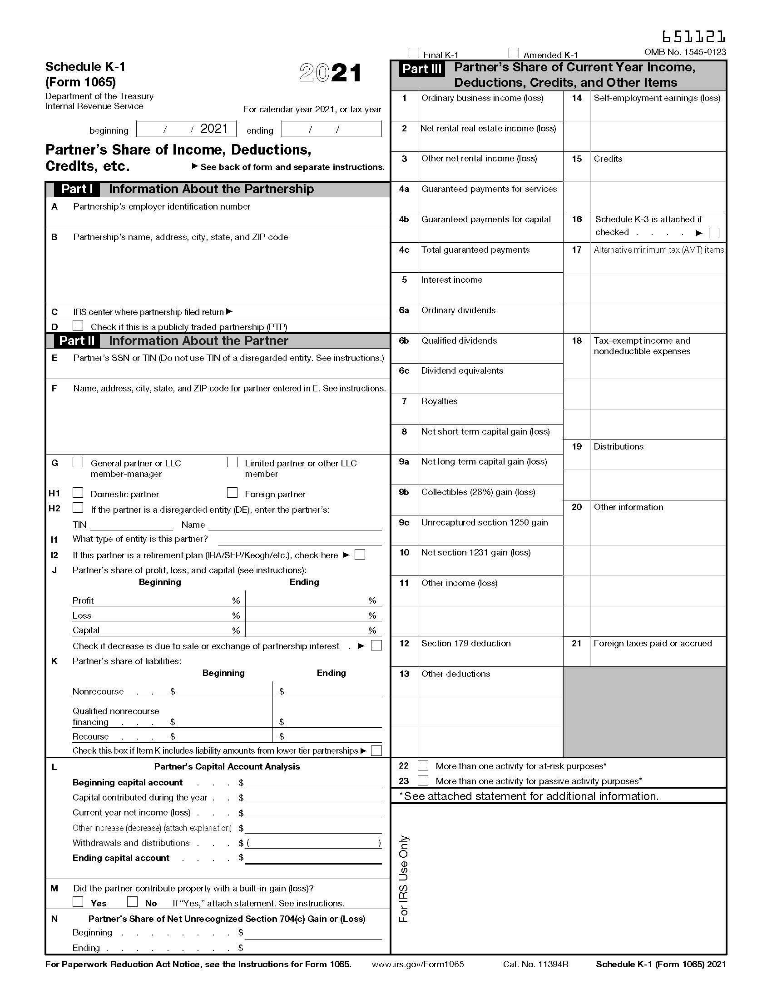 651121
OMB No. 1545-0123
Final K-1 Amended K-1
Schedule K-1
(Form 1065)
2021
Department of the Treasury
Internal Revenue Service
For calendar year 2021, or tax year
beginning / / 2021 ending / /
Partner's Share of Income, Deductions,
Credits, etc. ▶ See back of form and separate instructions.
Part I Information About the Partnership
A Partnership's employer identification number
B Partnership's name, address, city, state, and ZIP code
C IRS center where partnership filed return ▶
D Check if this is a publicly traded partnership (PTP)
Part II Information About the Partner
E Partner's SSN or TIN (Do not use TIN of a disregarded entity. See instructions.)
F Name, address, city, state, and ZIP code for partner entered in E. See instructions.
G General partner or LLC member-manager Limited partner or other LLC member
H1 Domestic partner Foreign partner
H2 If the partner is a disregarded entity (DE), enter the partner's:
TIN Name
I1 What type of entity is this partner?
I2 If this partner is a retirement plan (IRA/SEP/Keogh/etc.), check here ▶
J Partner's share of profit, loss, and capital (see instructions):
Beginning Ending
Profit % %
Loss % %
Capital % %
Check if decrease is due to sale or exchange of partnership interest . ▶
K Partner's share of liabilities:
Beginning Ending
Nonrecourse . . $ $
Qualified nonrecourse
financing . . . $ $
Recourse . . . $ $
Check this box if Item K includes liability amounts from lower tier partnerships ▶
L Partner's Capital Account Analysis
Beginning capital account . . . $
Capital contributed during the year . . $
Current year net income (loss) . . . $
Other increase (decrease) (attach explanation) $
Withdrawals and distributions . . . $ ( )
Ending capital account . . . . $
M Did the partner contribute property with a built-in gain (loss)?
Yes No If “Yes,” attach statement. See instructions.
N Partner's Share of Net Unrecognized Section 704(c) Gain or (Loss)
Beginning . . . . . . . . $
Ending . . . . . . . . . $
Part III Partner's Share of Current Year Income,
Deductions, Credits, and Other Items
1 Ordinary business income (loss)
2 Net rental real estate income (loss)
3 Other net rental income (loss)
4a Guaranteed payments for services
4b Guaranteed payments for capital
4c Total guaranteed payments
5 Interest income
6a Ordinary dividends
6b Qualified dividends
6c Dividend equivalents
7 Royalties
8 Net short-term capital gain (loss)
9a Net long-term capital gain (loss)
9b Collectibles (28%) gain (loss)
9c Unrecaptured section 1250 gain
10 Net section 1231 gain (loss)
11 Other income (loss)
12 Section 179 deduction
13 Other deductions
14 Self-employment earnings (loss)
15 Credits
16 Schedule K-3 is attached if
checked . . . . ▶
17 Alternative minimum tax (AMT) items
18 Tax-exempt income and
nondeductible expenses
19 Distributions
20 Other information
21 Foreign taxes paid or accrued
22 More than one activity for at-risk purposes*
23 More than one activity for passive activity purposes*
*See attached statement for additional information.
For IRS Use Only
For Paperwork Reduction Act Notice, see the Instructions for Form 1065. www.irs.gov/Form1065 Cat. No. 11394R Schedule K-1 (Form 1065) 2021